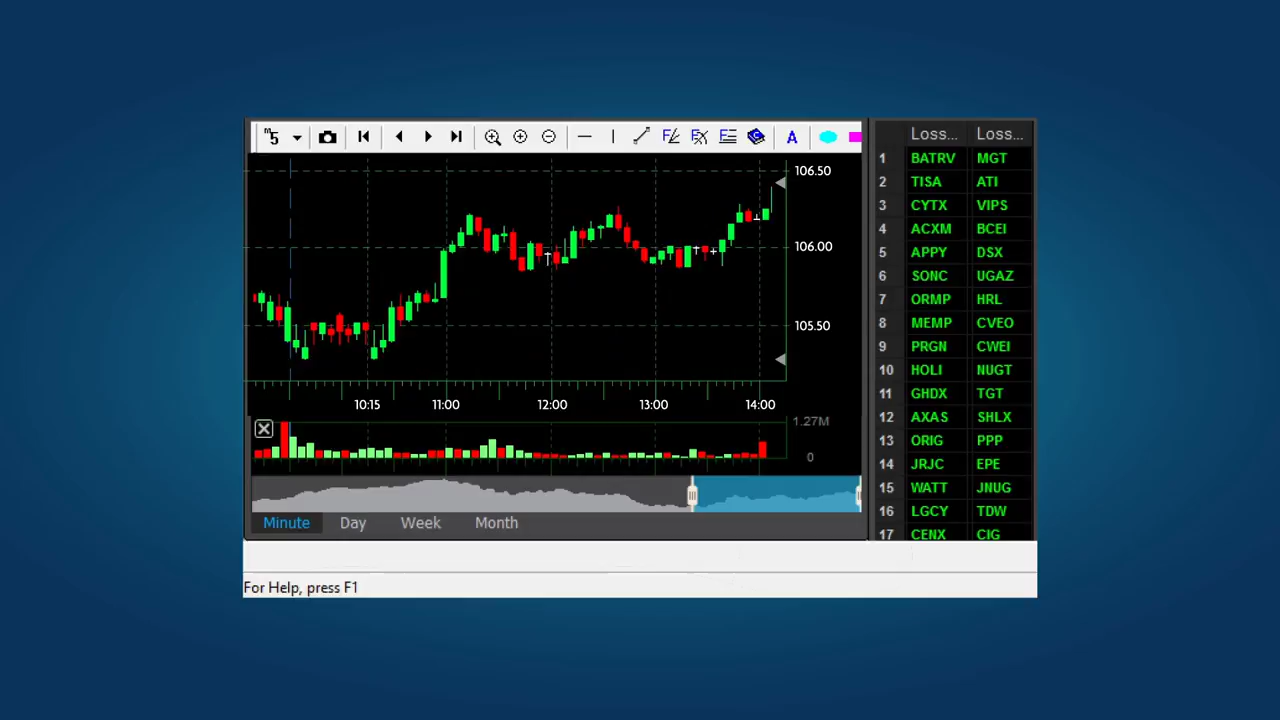 m5 A
Loss... Loss...
1 BATRV MGT
2 TISA ATI
3 CYTX VIPS
4 ACXM BCEI
5 APPY DSX
6 SONC UGAZ
7 ORMP HRL
8 MEMP CVEO
9 PRGN CWEI
10 HOLI NUGT
11 GHDX TGT
12 AXAS SHLX
13 ORIG PPP
14 JRJC EPE
15 WATT JNUG
16 LGCY TDW
17 CENX CIG
106.50
106.00
105.50
10:15 11:00 12:00 13:00 14:00
1.27M
0
Minute Day Week Month
For Help, press F1